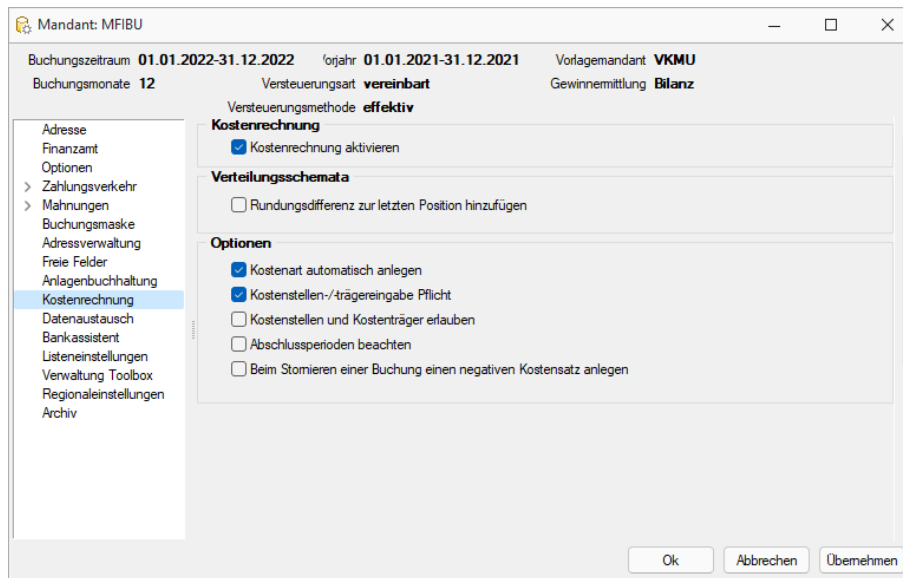 Mandant: MFIBU
Buchungszeitraum 01.01.2022-31.12.2022 'orjahr 01.01.2021-31.12.2021 Vorlagemandant VKMU
Buchungsmonate 12 Versteuerungsart vereinbart Gewinnermittlung Bilanz
Versteuerungsmethode effektiv
Adresse
Finanzamt
Optionen
Zahlungsverkehr
Mahnungen
Buchungsmaske
Adressverwaltung
Freie Felder
Anlagenbuchhaltung
Kostenrechnung
Datenaustausch
Bankassistent
Listeneinstellungen
Verwaltung Toolbox
Regionaleinstellungen
Archiv
Kostenrechnung
Kostenrechnung aktivieren
Verteilungsschemata
Rundungsdifferenz zur letzten Position hinzufügen
Optionen
Kostenart automatisch anlegen
Kostenstellen-/-trägereingabe Pflicht
Kostenstellen und Kostenträger erlauben
Abschlussperioden beachten
Beim Stornieren einer Buchung einen negativen Kostensatz anlegen
Ok Abbrechen Übernehmen